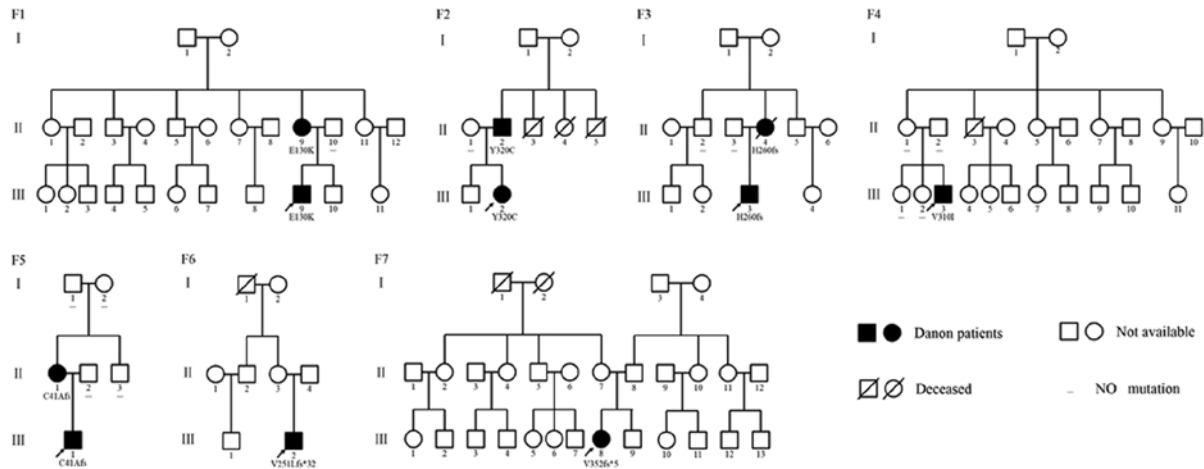 F1 F2 F3 F4
I I I I
1 2 1 2 1 2 1 2
II II II II
1 2 3 4 5 6 7 8 9 10 11 12 1 2 3 4 5 1 2 3 4 5 6 1 2 3 4 5 6 7 8 9 10
E130K – – Y320C – – H260fs – –
III III III III
1 2 3 4 5 6 7 8 9 10 11 1 2 1 2 3 4 1 2 3 4 5 6 7 8 9 10 11
E130K Y320C H260fs – – V310I
F5 F6 F7
I I I
1 2 1 2 1 2 3 4
– –
II II II
1 2 3 1 2 3 4 1 2 3 4 5 6 7 8 9 10 11 12
C41Afs – –
III III III
1 1 2 1 2 3 4 5 6 7 8 9 10 11 12 13
C41Afs V251Lfs*32 V352fs*5
Danon patients
Not available
Deceased
– NO mutation